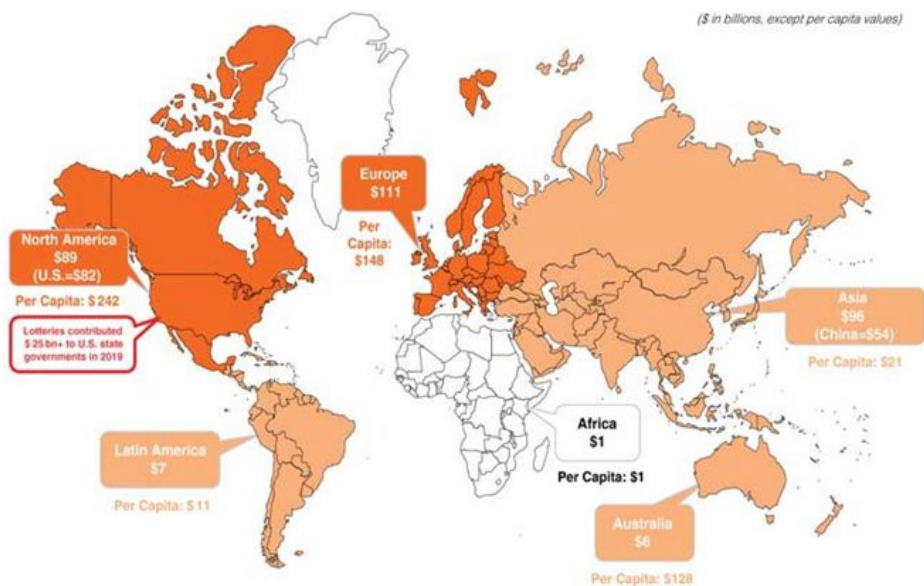 ($ in billions, except per capita values)
Europe
$111
Per
Capita:
$148
North America
$89
(U.S.=$82)
Per Capita: $242
Lotteries contributed
$25bn+ to U.S. state
governments in 2019
Asia
$96
(China=$54)
Per Capita: $21
Latin America
$7
Per Capita: $11
Africa
$1
Per Capita: $1
Australia
$6
Per Capita: $128